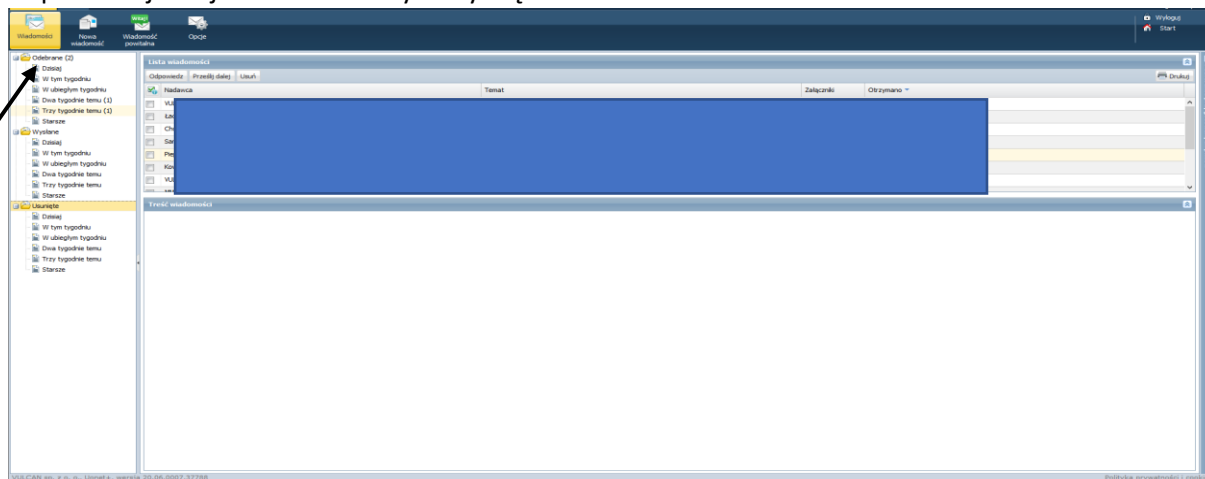 Wiadomości
Nowa wiadomość
WITAJ
Wiadomość powitalna
Opcje
Wyloguj
Start
Odebrane (2)
Dzisiaj
W tym tygodniu
W ubiegłym tygodniu
Dwa tygodnie temu (1)
Trzy tygodnie temu (1)
Starsze
Wysłane
Dzisiaj
W tym tygodniu
W ubiegłym tygodniu
Dwa tygodnie temu
Trzy tygodnie temu
Starsze
Usunięte
Dzisiaj
W tym tygodniu
W ubiegłym tygodniu
Dwa tygodnie temu
Trzy tygodnie temu
Starsze
Lista wiadomości
Odpowiedz Prześlij dalej Usuń Drukuj
Nadawca Temat Załączniki Otrzymano
Treść wiadomości